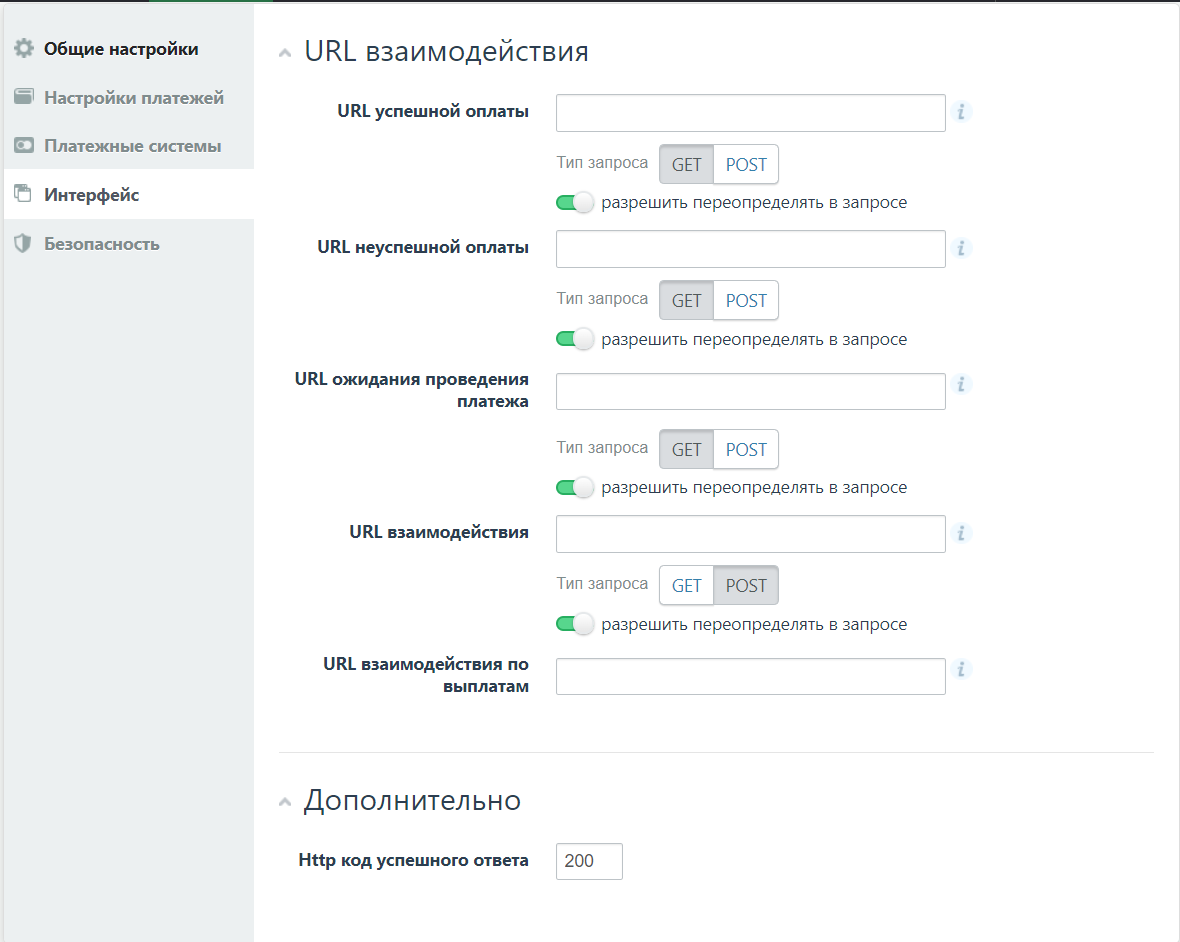 Общие настройки
Настройки платежей
Платежные системы
Интерфейс
Безопасность
URL взаимодействия
URL успешной оплаты
Тип запроса GET POST
разрешить переопределять в запросе
URL неуспешной оплаты
Тип запроса GET POST
разрешить переопределять в запросе
URL ожидания проведения
платежа
Тип запроса GET POST
разрешить переопределять в запросе
URL взаимодействия
Тип запроса GET POST
разрешить переопределять в запросе
URL взаимодействия по
выплатам
Дополнительно
Http код успешного ответа 200